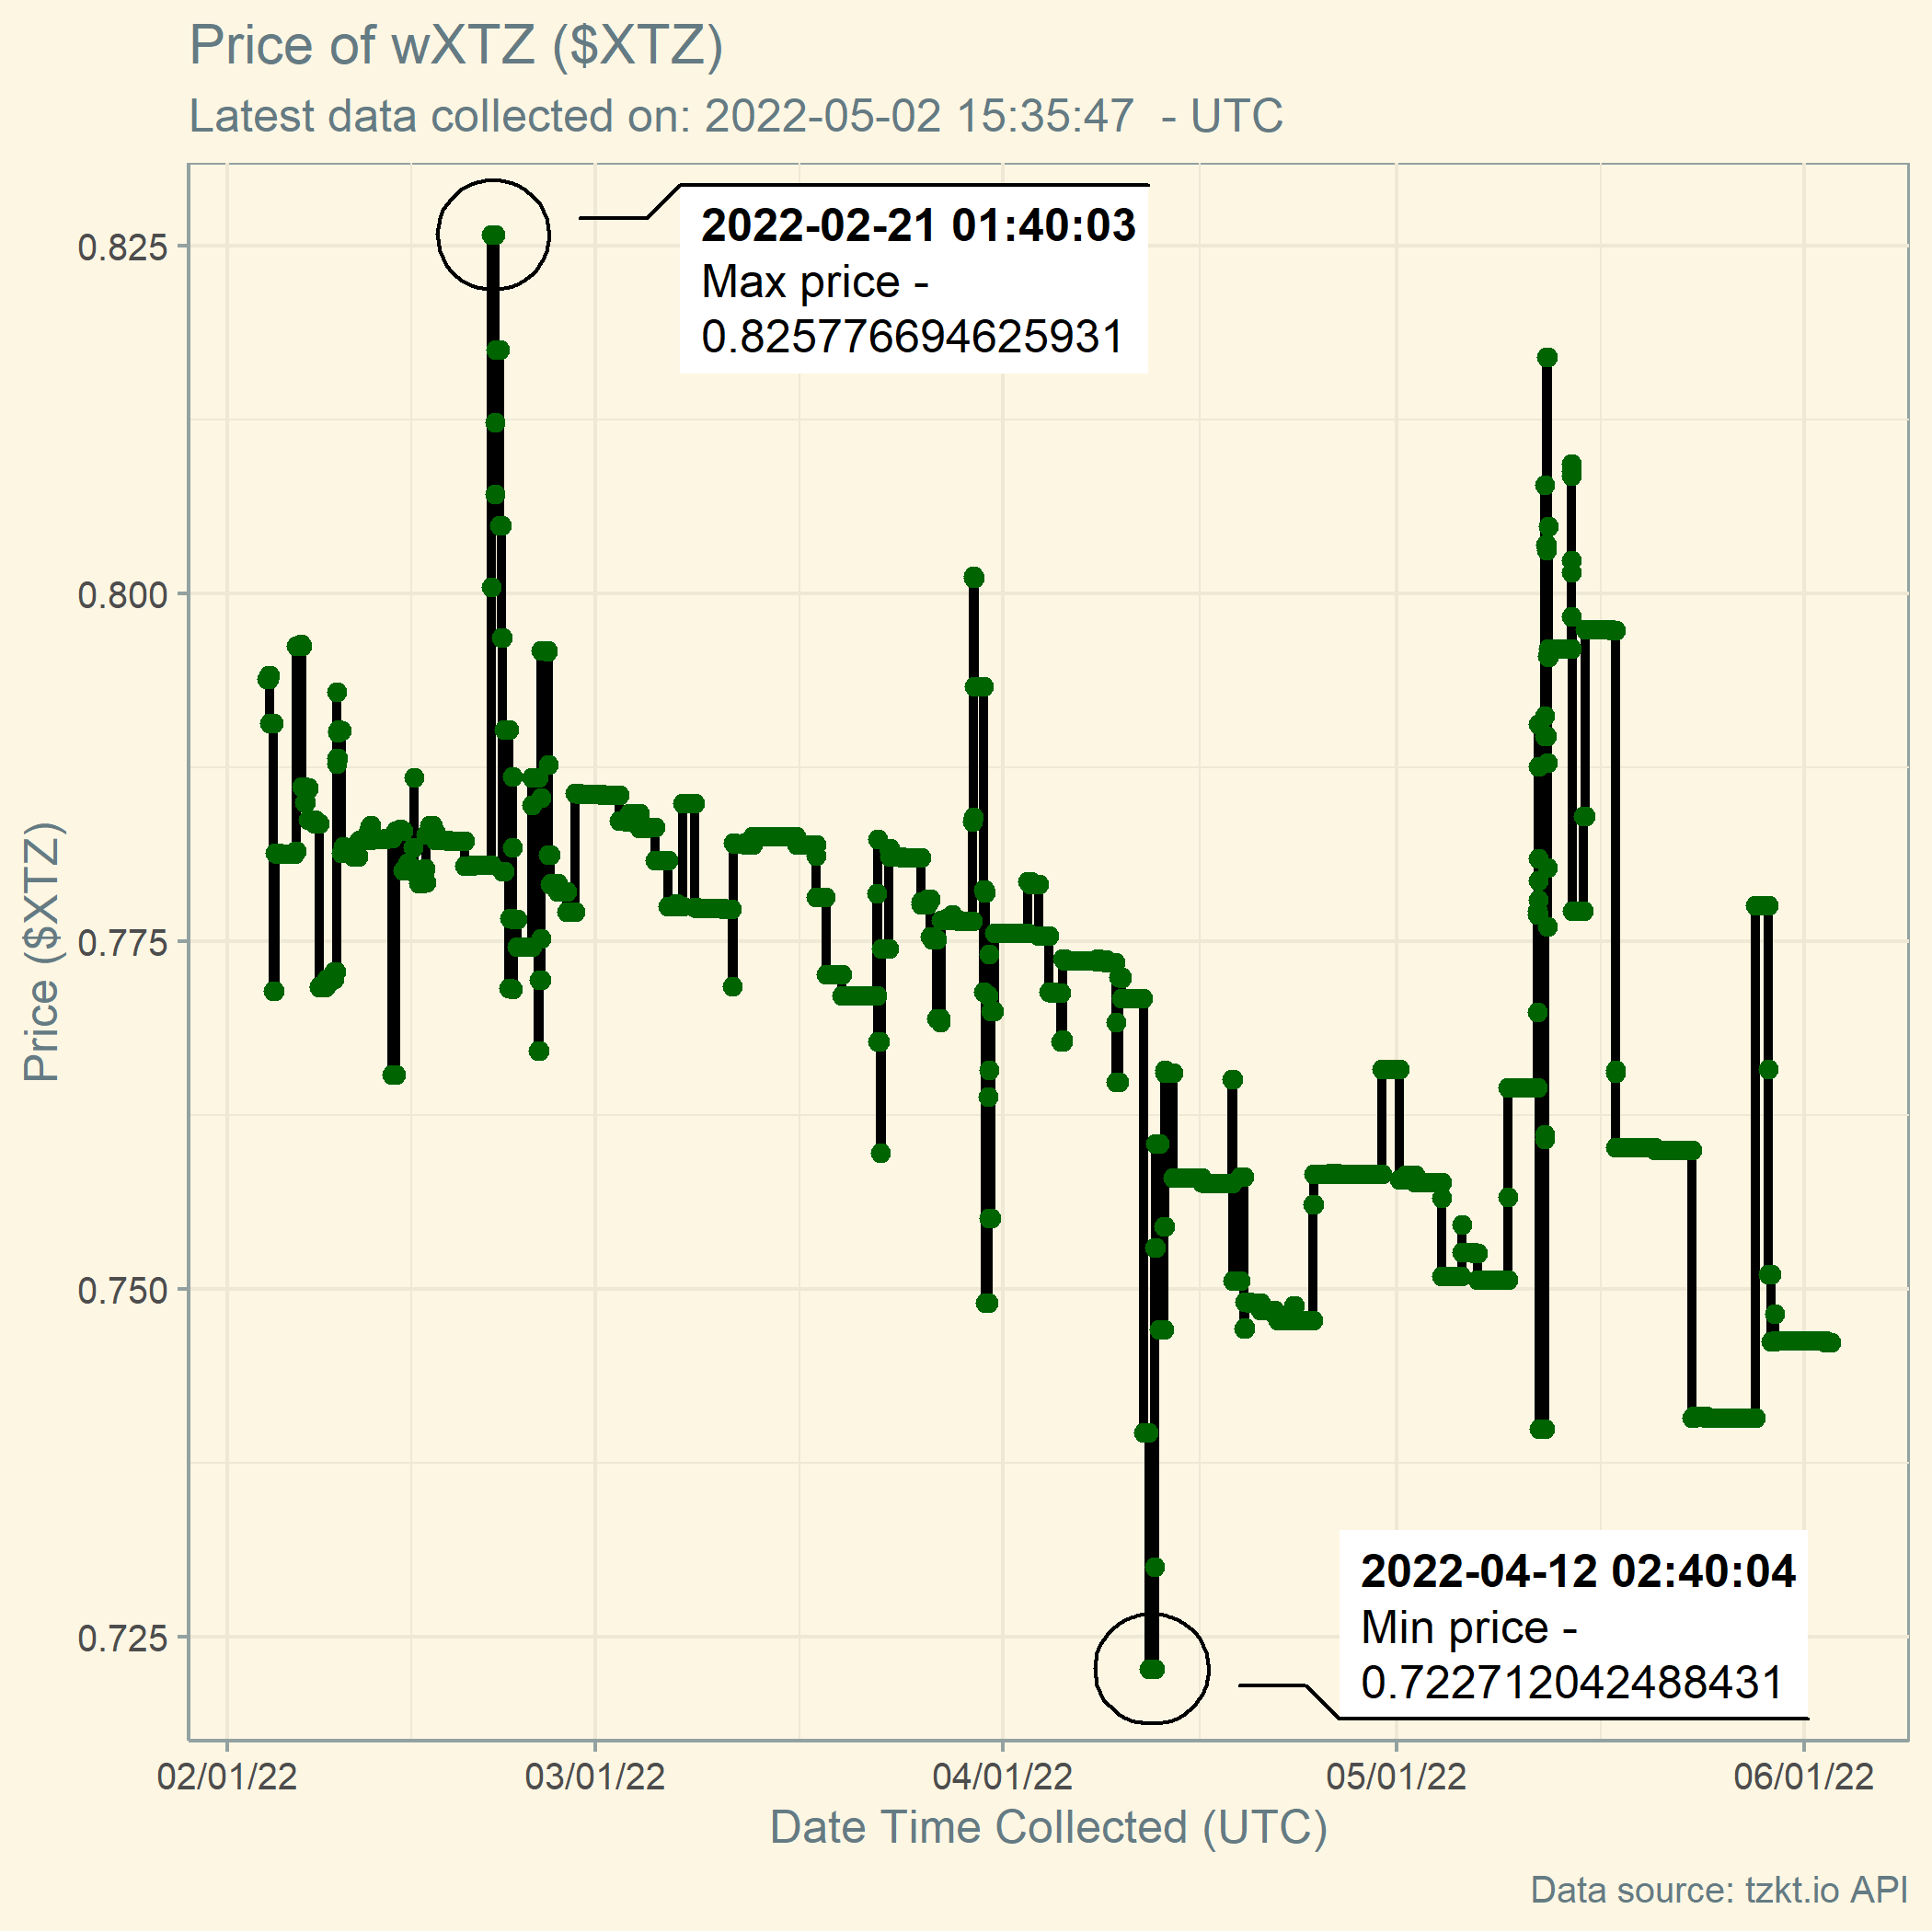 Price of wXTZ ($XTZ)
Latest data collected on: 2022-05-02 15:35:47  - UTC
2022-02-21 01:40:03
Max price -
0.825776694625931
0.825
0.800
0.775
0.750
0.725
Price ($XTZ)
2022-04-12 02:40:04
Min price -
0.722712042488431
02/01/22
03/01/22
04/01/22
05/01/22
06/01/22
Date Time Collected (UTC)
Data source: tzkt.io API